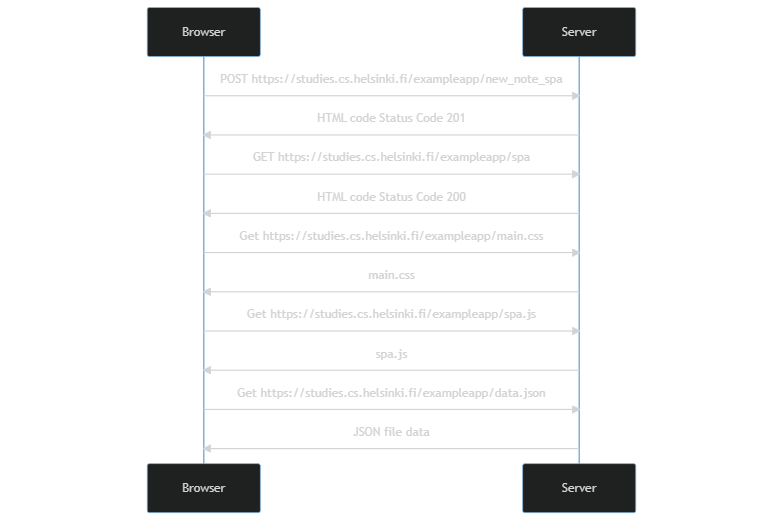 Browser
Server
POST https://studies.cs.helsinki.fi/exampleapp/new_note_spa
HTML code Status Code 201
GET https://studies.cs.helsinki.fi/exampleapp/spa
HTML code Status Code 200
Get https://studies.cs.helsinki.fi/exampleapp/main.css
main.css
Get https://studies.cs.helsinki.fi/exampleapp/spa.js
spa.js
Get https://studies.cs.helsinki.fi/exampleapp/data.json
JSON file data
Browser
Server